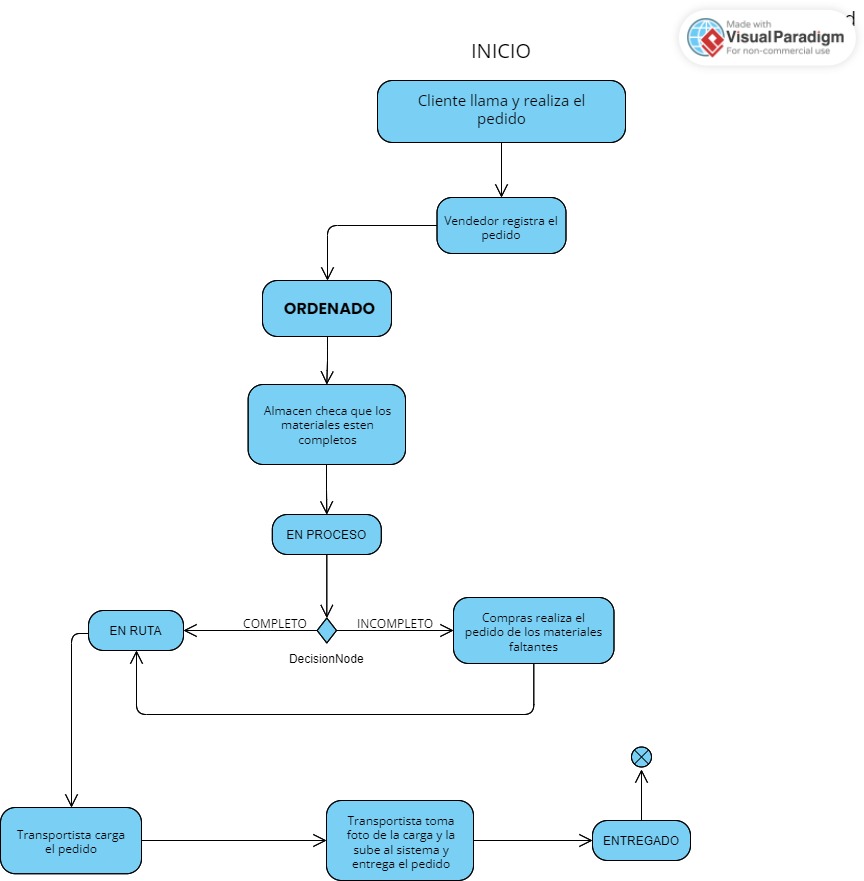 d
Made with
VisualParadigm
For non-commercial use
INICIO
Cliente llama y realiza el
pedido
Vendedor registra el
pedido
ORDENADO
Almacen checa que los
materiales esten
completos
EN PROCESO
COMPLETO
INCOMPLETO
DecisionNode
EN RUTA
Compras realiza el
pedido de los materiales
faltantes
Transportista carga
el pedido
Transportista toma
foto de la carga y la
sube al sistema y
entrega el pedido
ENTREGADO